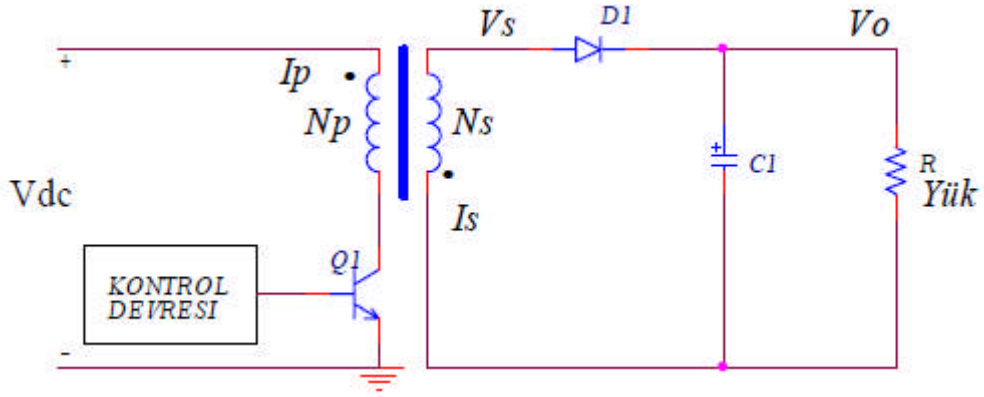 Vs
D1
Vo
+
Ip
Np
Ns
+
C1
R
Yük
Vdc
Is
Q1
KONTROL
DEVRESI
-